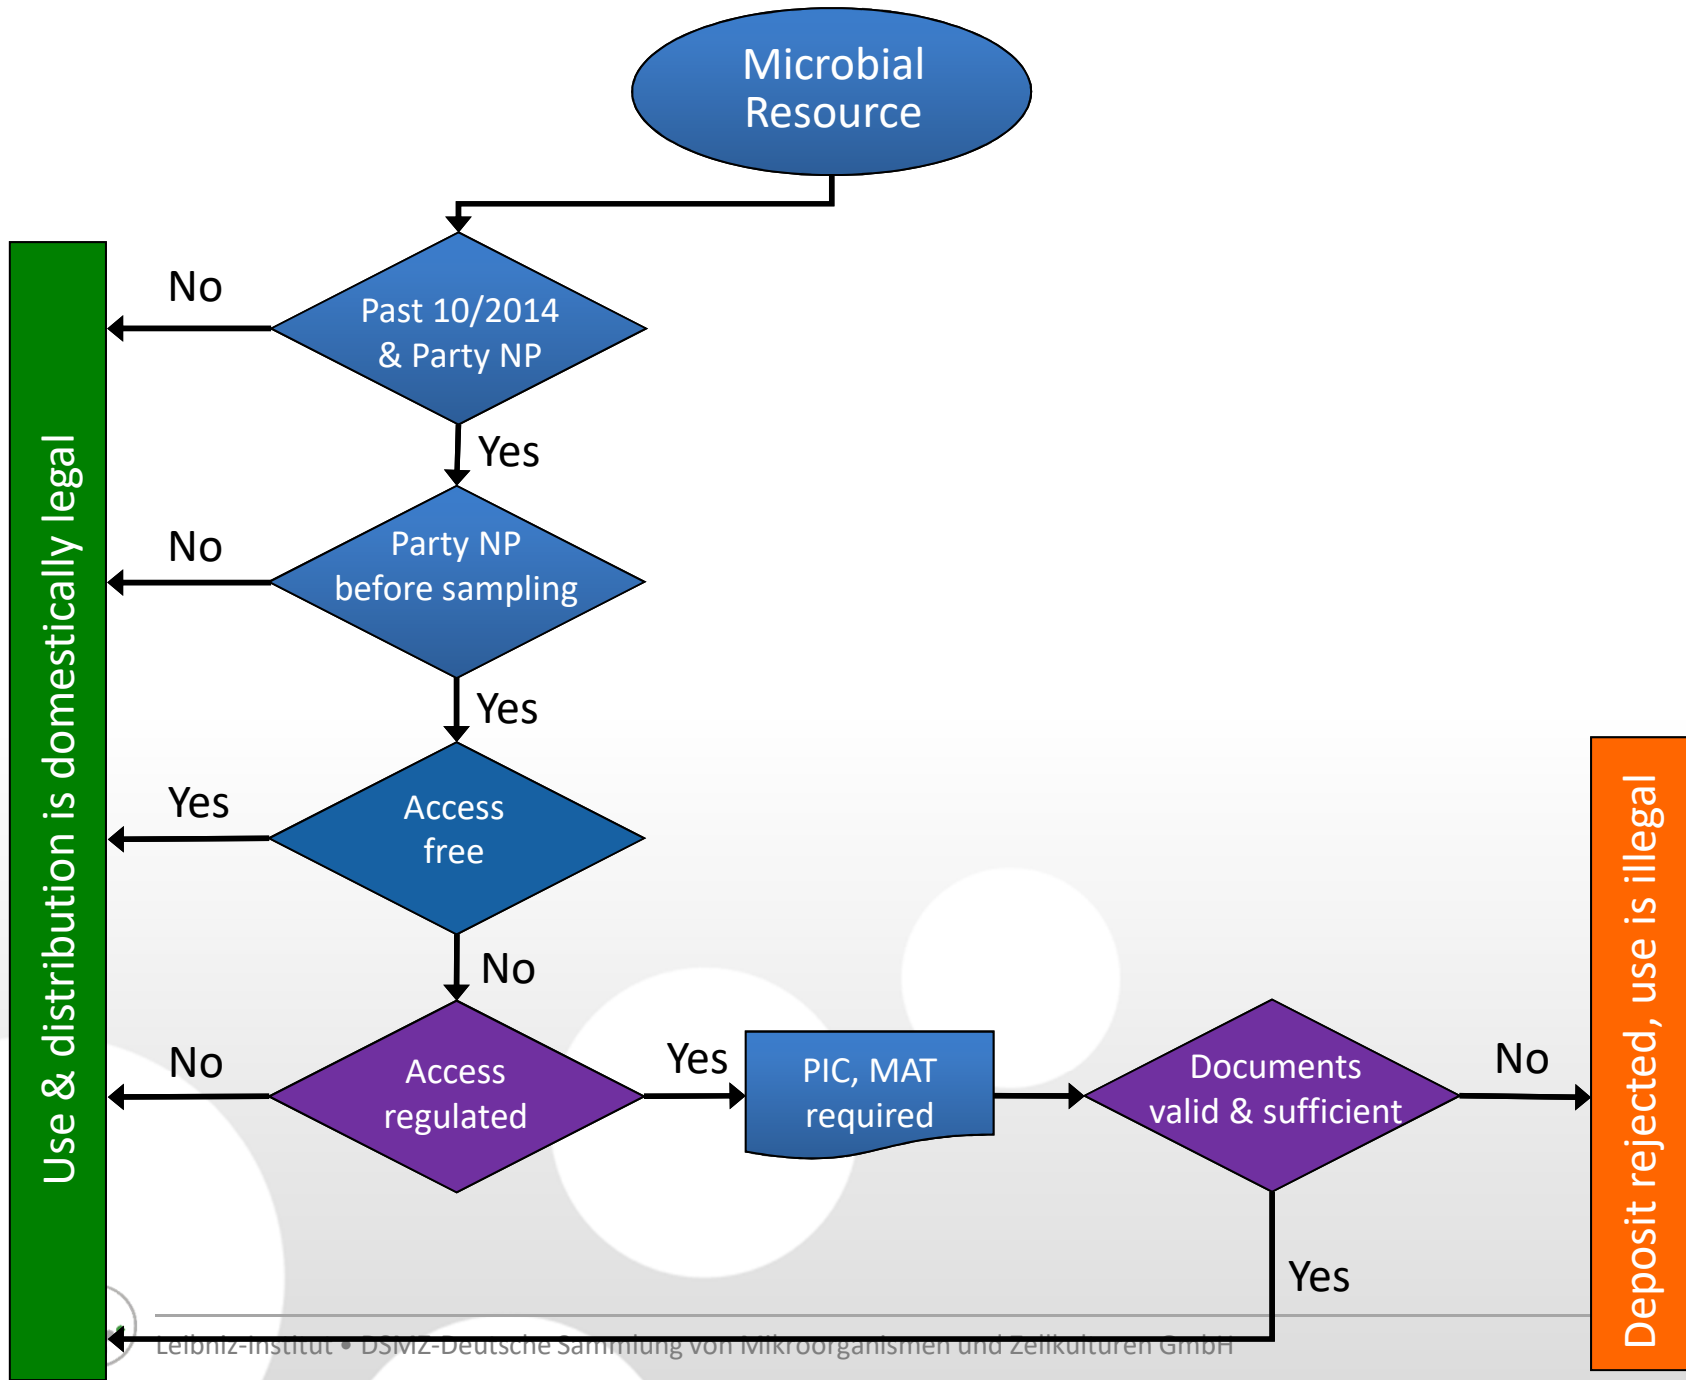 Microbial
Resource
No
Past 10/2014
& Party NP
Yes
No
Party NP
before sampling
Yes
Yes
Access
free
No
No
Access
regulated
Yes
PIC, MAT
required
Documents
valid & sufficient
No
Yes
Use & distribution is domestically legal
Deposit rejected, use is illegal
Leibniz-Institut • DSMZ-Deutsche Sammlung von Mikroorganismen und Zellkulturen GmbH